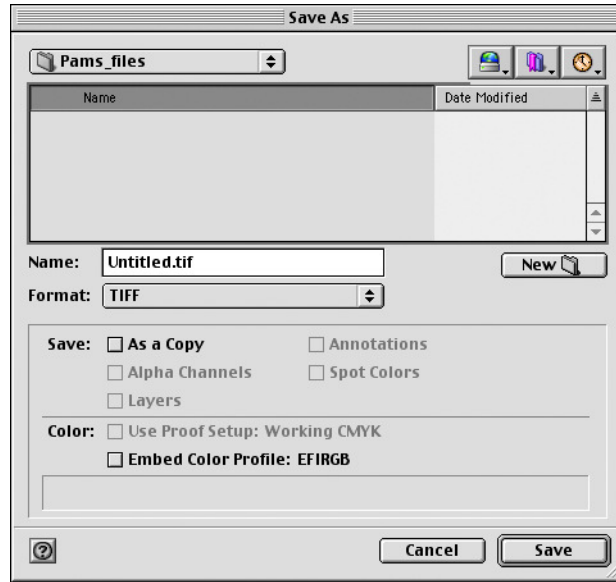 Save As
Pams_files
Name Date Modified
Name: Untitled.tif
New
Format: TIFF
Save: As a Copy Annotations
Alpha Channels Spot Colors
Layers
Color: Use Proof Setup: Working CMYK
Embed Color Profile: EFIRGB
? Cancel Save